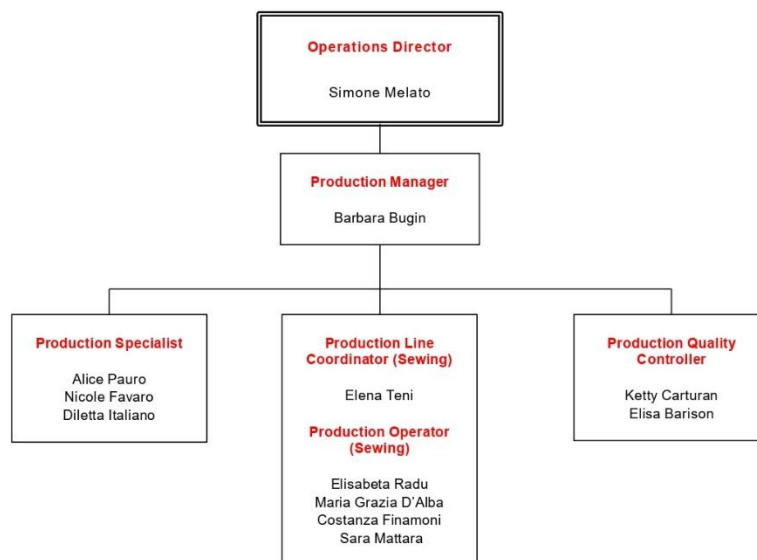 Operations Director
Simone Melato
Production Manager
Barbara Bugin
Production Specialist
Alice Pauro
Nicole Favaro
Diletta Italiano
Production Line
Coordinator (Sewing)
Elena Teni
Production Operator
(Sewing)
Elisabeta Radu
Maria Grazia D'Alba
Costanza Finamoni
Sara Mattara
Production Quality
Controller
Ketty Carturan
Elisa Barison